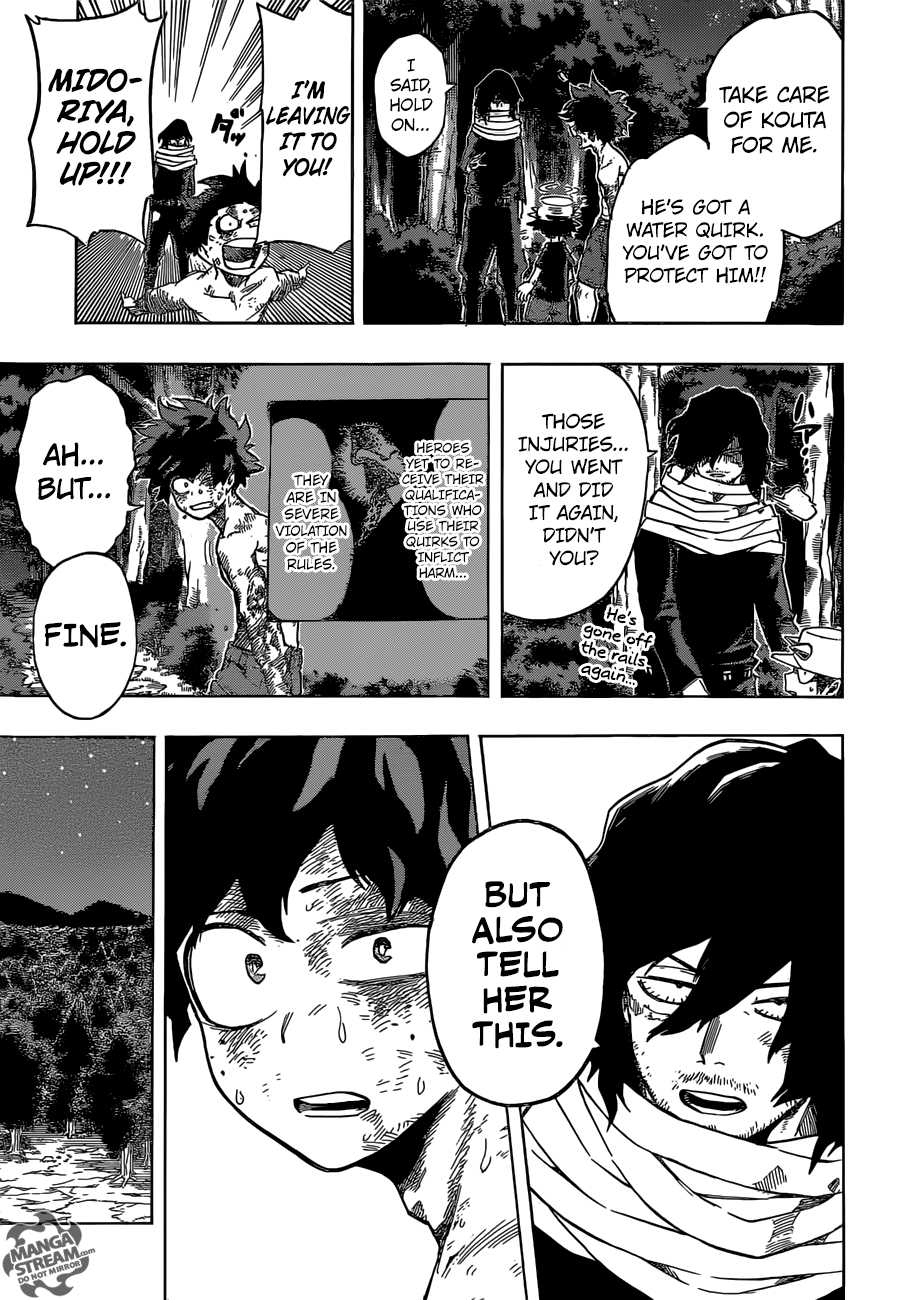 TAKE CARE
OF KOUTA
FOR ME.
HE'S GOT A
WATER QUIRK.
YOU'VE GOT TO
PROTECT HIM!!
I
SAID,
HOLD
ON...
I'M
LEAVING
IT TO
YOU!
ダッ
MIDO-
RIYA,
HOLD
UP!!!
THOSE
INJURIES...
YOU WENT
AND DID
IT AGAIN,
DIDN'T
YOU?
He's
gone off
the rails
again...
HEROES
YET TO RE-
CEIVE THEIR
QUALIFICA-
TIONS WHO
USE THEIR
QUIRKS TO
INFLICT
HARM...
THEY
ARE IN
SEVERE
VIOLATION
OF THE
RULES.
AH...
BUT...
FINE.
BUT
ALSO
TELL
HER
THIS.
MANGA
STREAM.com
DO NOT MIRROR!